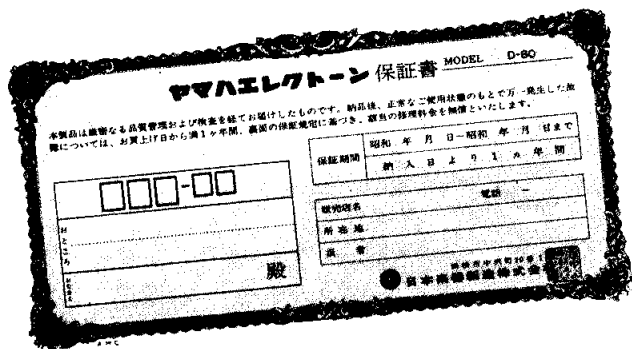 ヤマハエレクトーン 保証書 MODEL D-80
本製品は厳密なる品質管理および検査を経てお届けしたものです。納品後、正常なご使用状態のもとで万一発生した故
障については、お買上げ日から満1ヶ年間、裏面の保証規定に基づき、該当の修理料金を無償といたします。
保証期間
昭和 年 月 日-昭和 年 月 日まで
納入日より1ヵ年間
殿
販売店名 電話 -
所在地
日本楽器製造株式会社